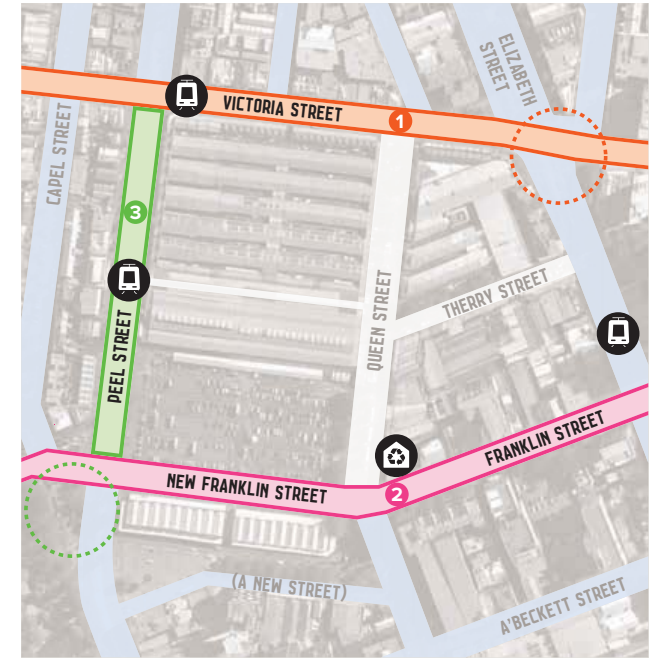 ELIZABETH
STREET
VICTORIA STREET
1
CAPEL STREET
3
QUEEN STREET
THERRY STREET
PEEL STREET
FRANKLIN STREET
NEW FRANKLIN STREET
2
(A NEW STREET)
A'BECKETT STREET